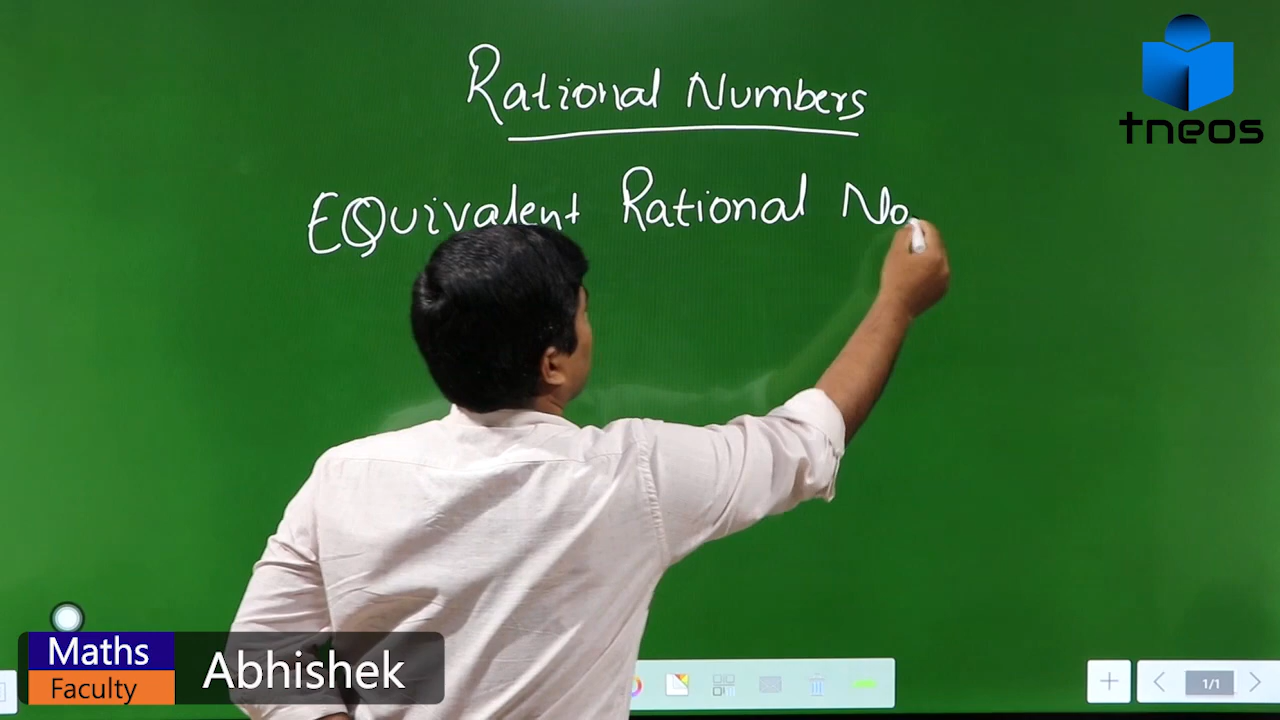 Rational Numbers
EQuivalent Rational No
tneos
Maths
Faculty
Abhishek
1/1